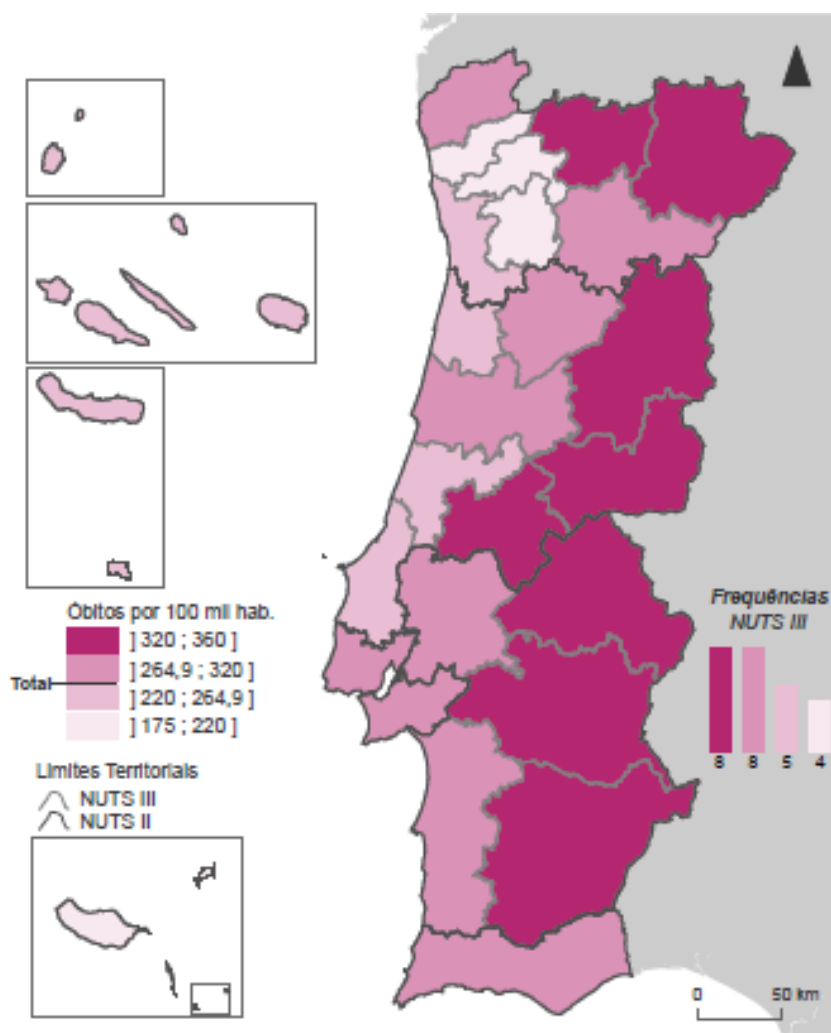 Óbitos por 100 mil hab.
] 320 ; 360 ]
] 264,9 ; 320 ]
Total
] 220 ; 264,9 ]
] 175 ; 220 ]
Limites Territoriais
NUTS III
NUTS II
Frequências
NUTS III
8 8 5 4
0 50 km